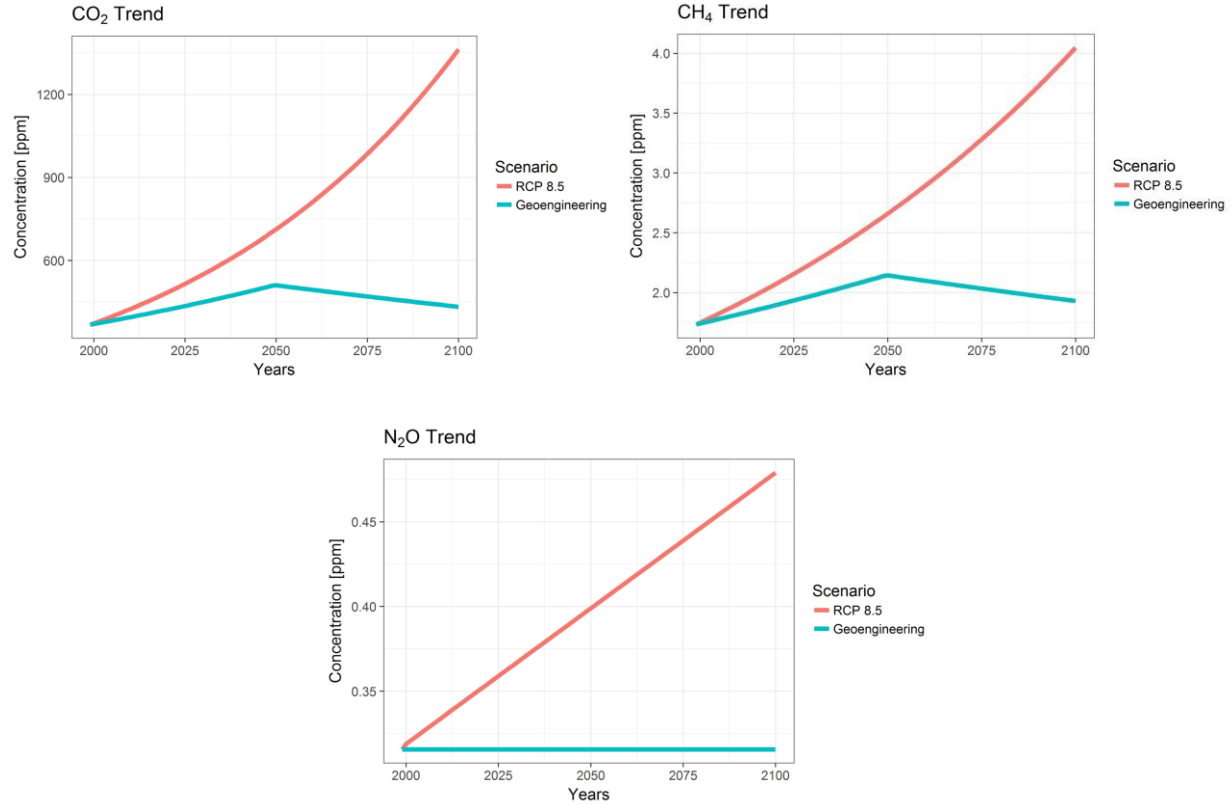 CO₂ Trend
1200
900
600
Concentration [ppm]
2000 2025 2050 2075 2100
Years
Scenario
RCP 8.5
Geoengineering
CH₄ Trend
4.0
3.5
3.0
2.5
2.0
Concentration [ppm]
2000 2025 2050 2075 2100
Years
Scenario
RCP 8.5
Geoengineering
N₂O Trend
0.45
0.40
0.35
Concentration [ppm]
2000 2025 2050 2075 2100
Years
Scenario
RCP 8.5
Geoengineering